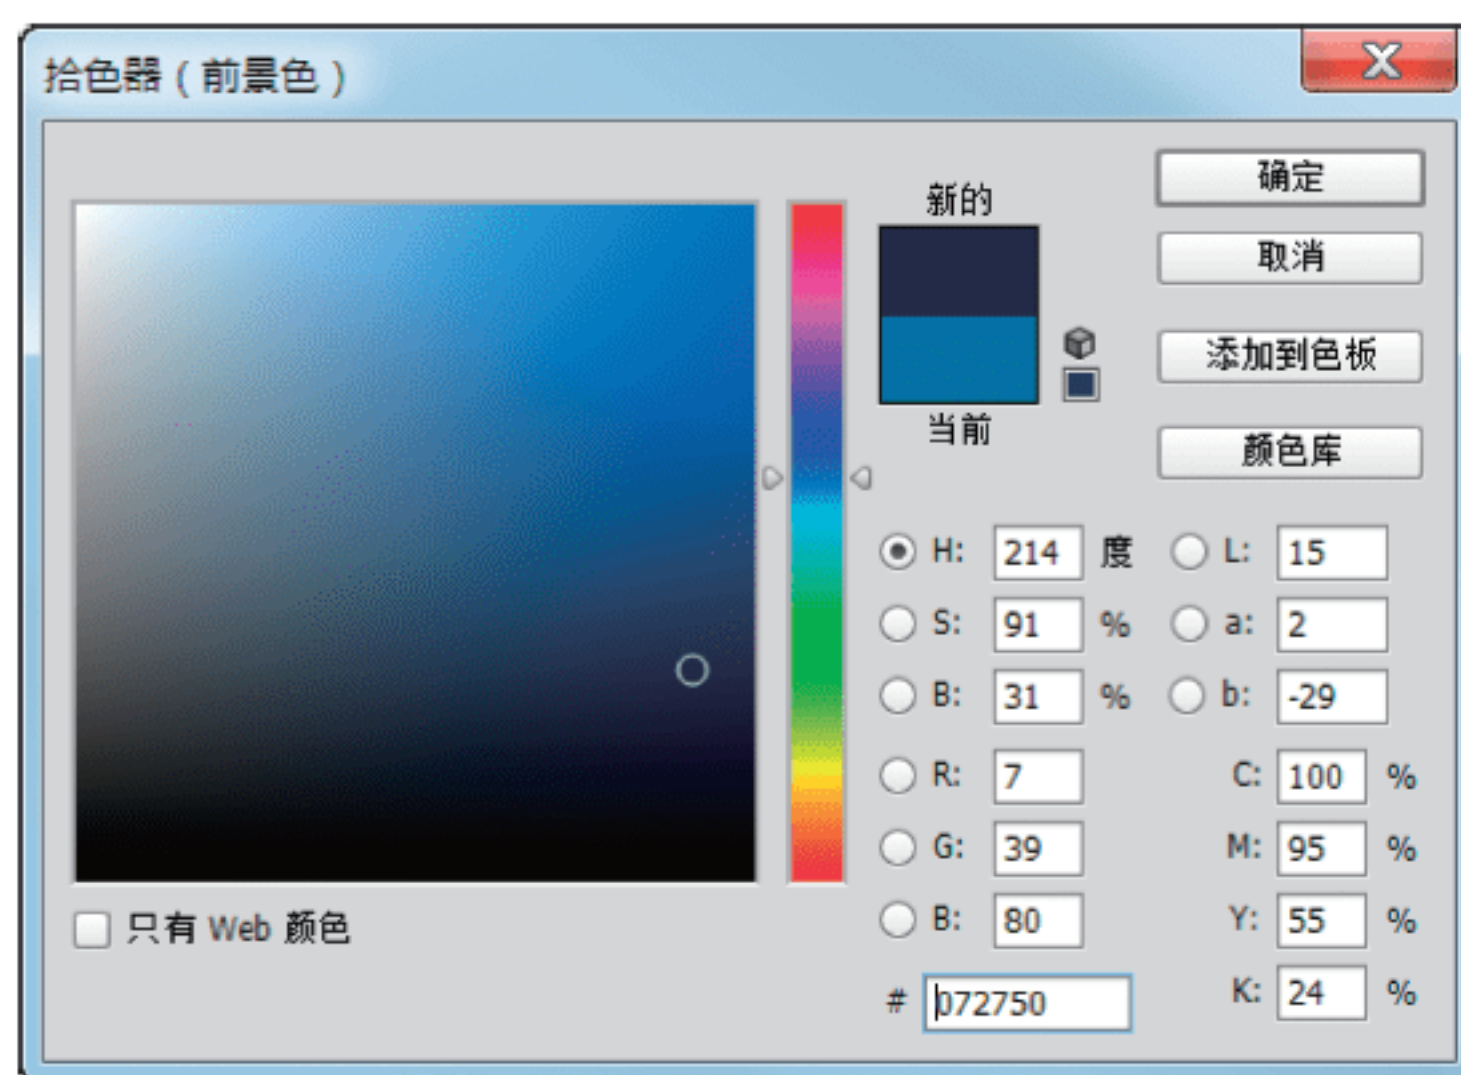 拾色器（前景色）
新的
当前
确定
取消
添加到色板
颜色库
H: 214 度
S: 91 %
B: 31 %
R: 7
G: 39
B: 80
# 072750
L: 15
a: 2
b: -29
C: 100 %
M: 95 %
Y: 55 %
K: 24 %
只有 Web 颜色